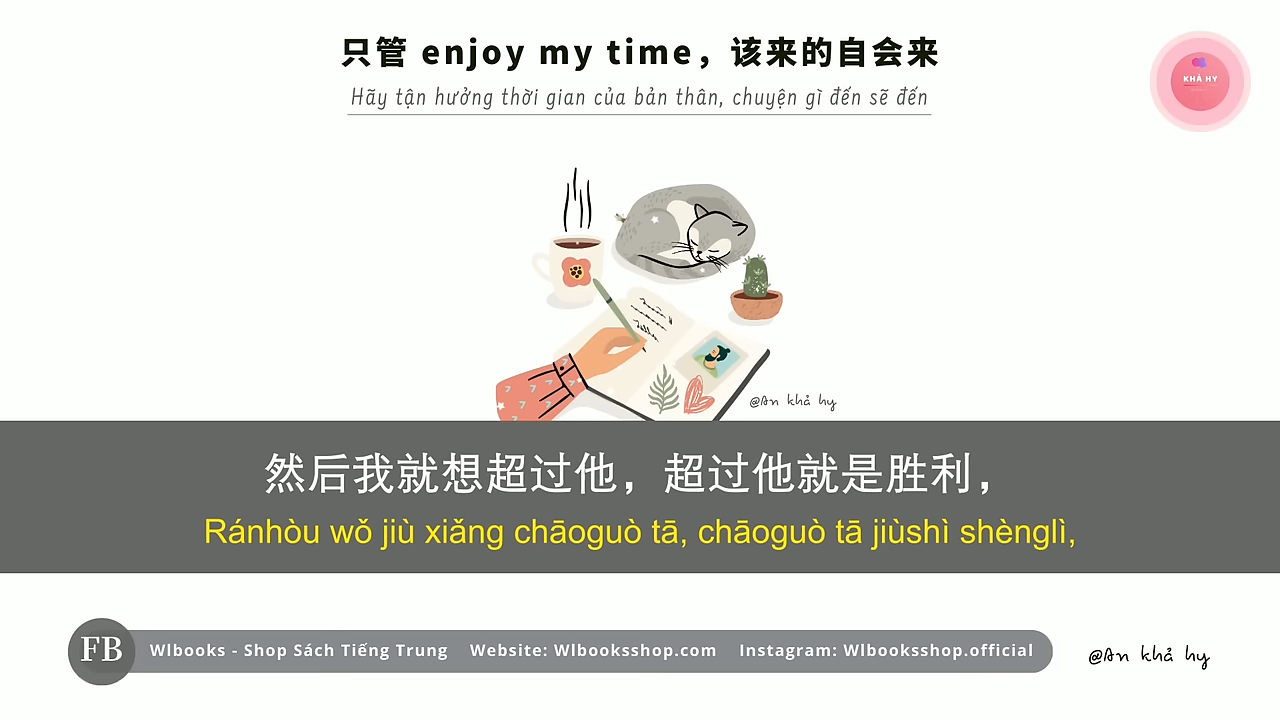 只管 enjoy my time，该来的自会来
Hãy tận hưởng thời gian của bản thân, chuyện gì đến sẽ đến
KHẢ HY
@An khả hy
然后我就想超过他，超过他就是胜利，
Ránhòu wǒ jiù xiǎng chāoguò tā, chāoguò tā jiùshì shènglì,
FB
Wlbooks - Shop Sách Tiếng Trung Website: Wlbooksshop.com Instagram: Wlbooksshop.official
@An khả hy